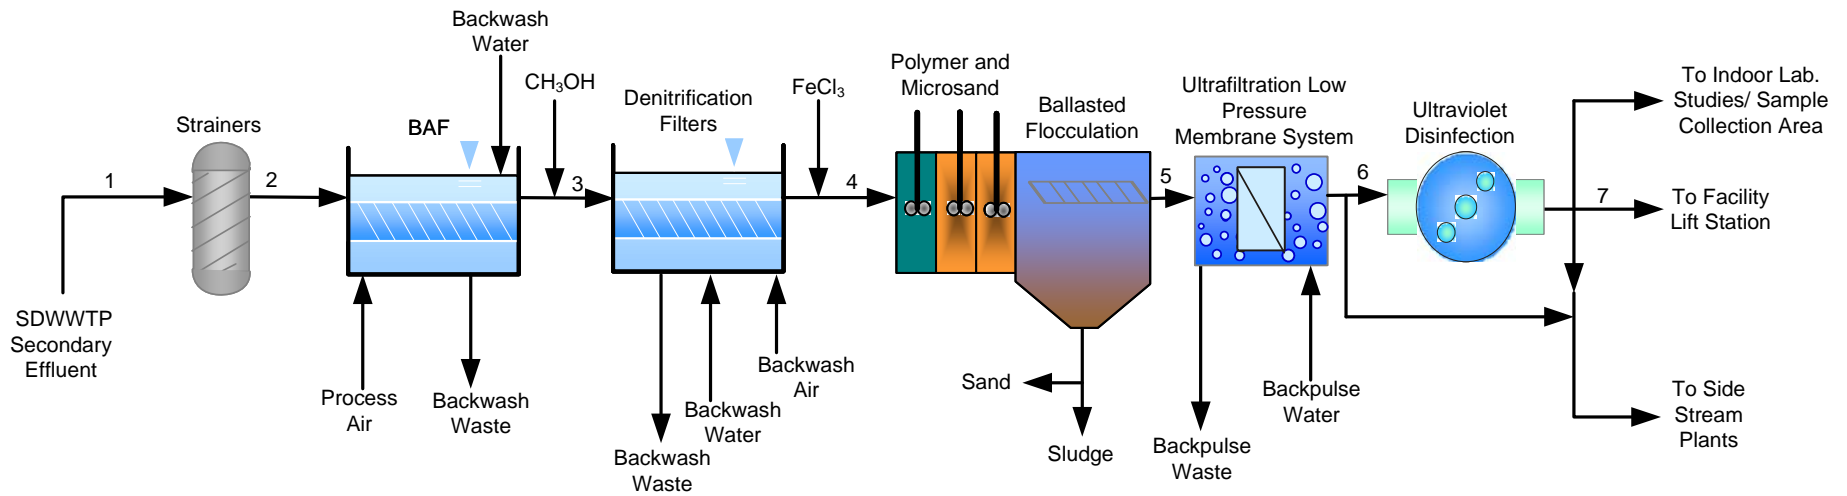 Backwash
Water
CH₃OH
Denitrification
Filters
FeCl₃
Polymer and
Microsand
Ballasted
Flocculation
Ultrafiltration Low
Pressure
Membrane System
Ultraviolet
Disinfection
To Indoor Lab.
Studies/ Sample
Collection Area
Strainers
BAF
1
2
3
4
5
6
7
To Facility
Lift Station
SDWWTP
Secondary
Effluent
Process
Air
Backwash
Waste
Backwash
Waste
Backwash
Water
Backwash
Air
Sand
Sludge
Backpulse
Waste
Backpulse
Water
To Side
Stream
Plants